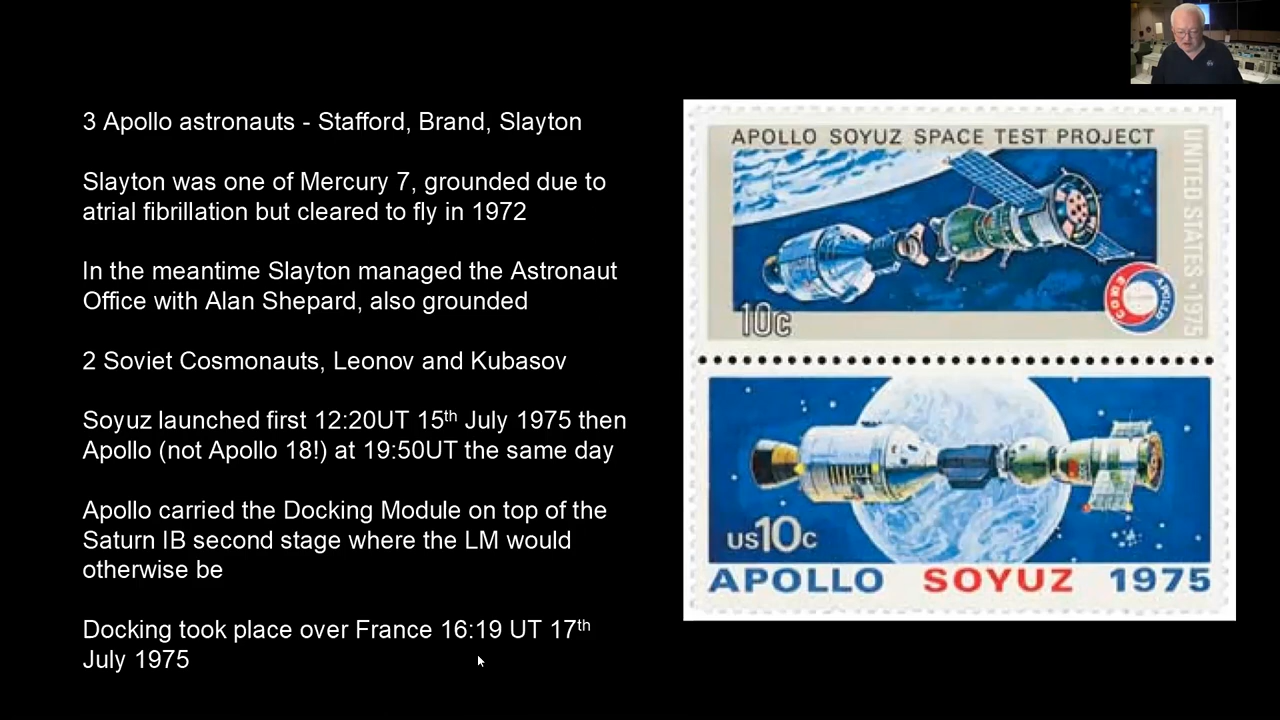 3 Apollo astronauts - Stafford, Brand, Slayton
Slayton was one of Mercury 7, grounded due to
atrial fibrillation but cleared to fly in 1972
In the meantime Slayton managed the Astronaut
Office with Alan Shepard, also grounded
2 Soviet Cosmonauts, Leonov and Kubasov
Soyuz launched first 12:20UT 15th July 1975 then
Apollo (not Apollo 18!) at 19:50UT the same day
Apollo carried the Docking Module on top of the
Saturn IB second stage where the LM would
otherwise be
Docking took place over France 16:19 UT 17th
July 1975
APOLLO SOYUZ SPACE TEST PROJECT
UNITED STATES • 1975
10c
APOLLO
US10c
APOLLO SOYUZ 1975